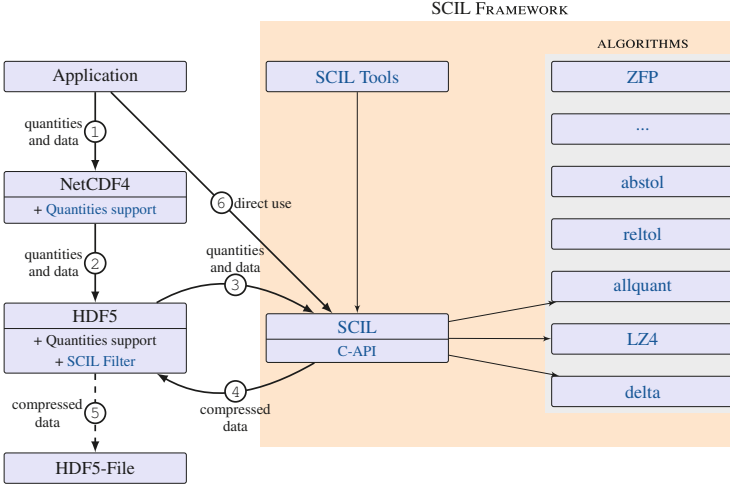 SCIL FRAMEWORK
ALGORITHMS
Application
SCIL Tools
ZFP
quantities
and data
1
...
NetCDF4
+ Quantities support
abstol
6 direct use
reltol
quantities
and data
2
quantities
and data
3
allquant
HDF5
+ Quantities support
+ SCIL Filter
SCIL
C-API
LZ4
delta
4
compressed
data
compressed
data
5
HDF5-File